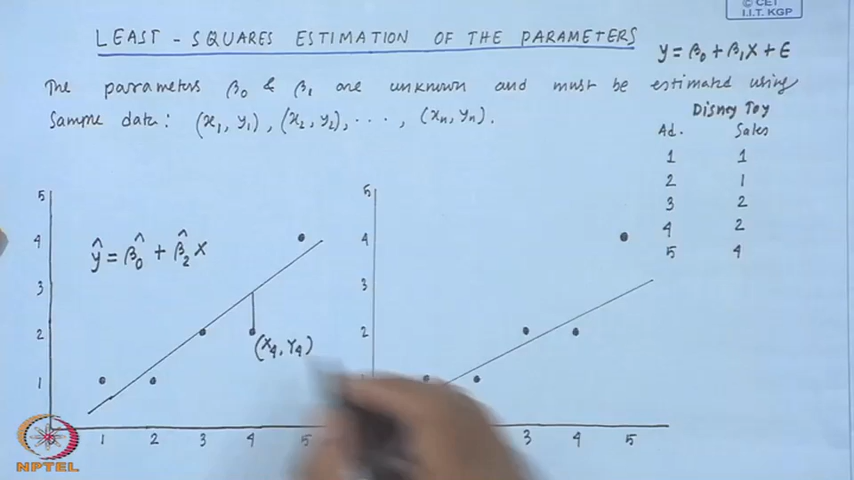 © CET
I.I.T. KGP
LEAST-SQUARES ESTIMATION OF THE PARAMETERS
y = β₀ + β₁X + ϵ
The parameters β₀ & β₁ are unknown and must be estimated using
Sample data: (x₁, y₁), (x₂, y₂), ..., (xₙ, yₙ).
Disney Toy
Ad. Sales
1 1
2 1
3 2
4 2
5 4
5
4
3
2
1
ŷ = β̂₀ + β̂₂ X
(X₄, Y₄)
1 2 3 4 5
5
4
3
2
1
3 4 5
NPTEL